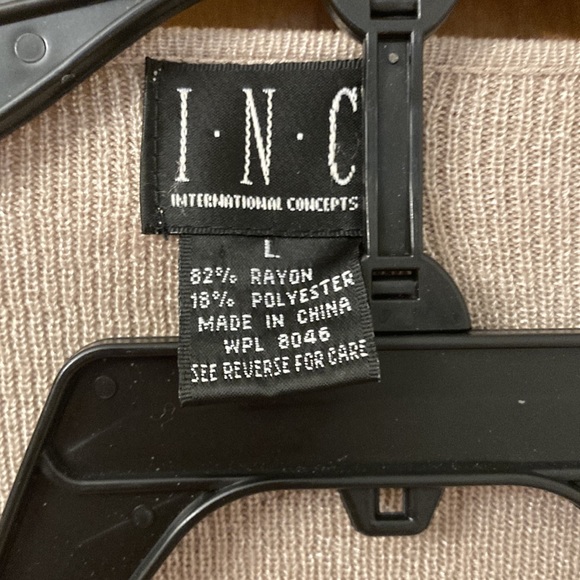 I·N·C
INTERNATIONAL CONCEPTS
L
82% RAYON
18% POLYESTER
MADE IN CHINA
WPL 8046
SEE REVERSE FOR CARE